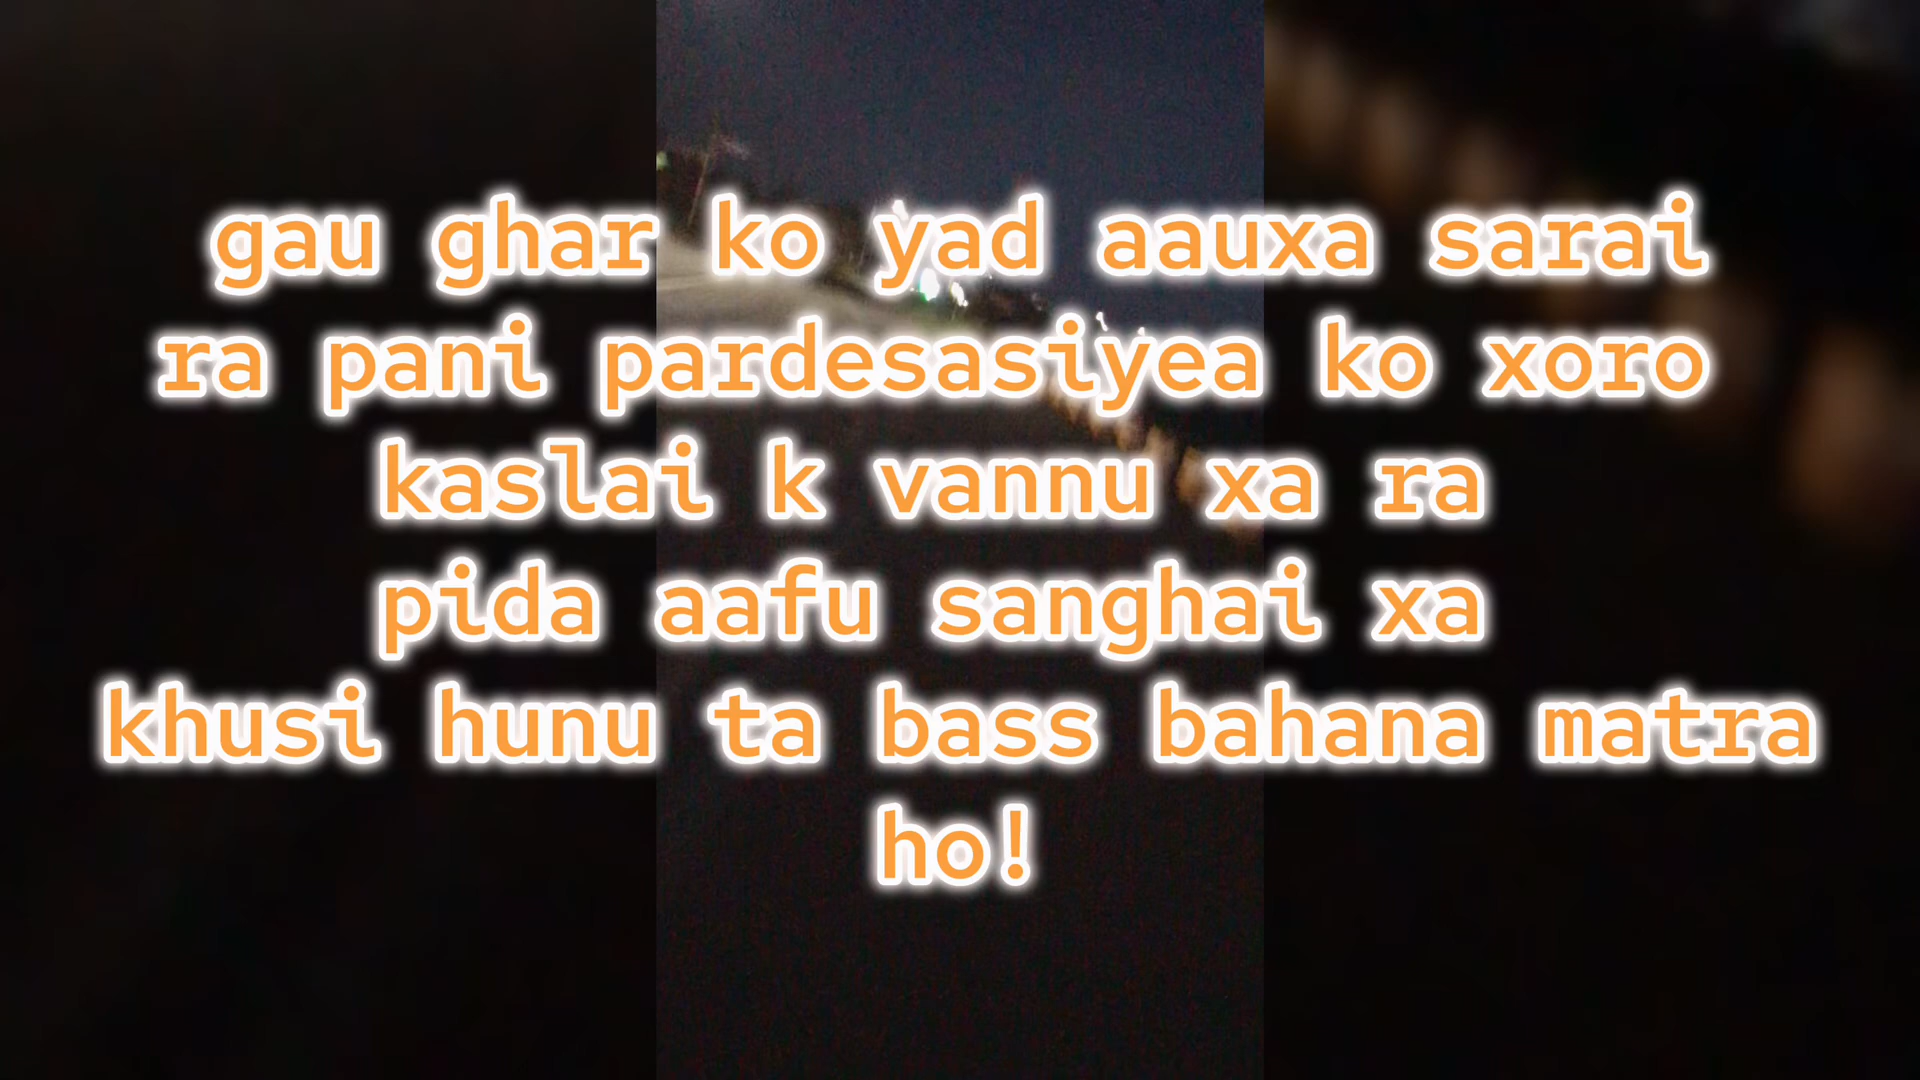 gau ghar ko yad aauxa sarai
ra pani pardesasiyea ko xoro
kaslai k vannu xa ra
pida aafu sanghai xa
khusi hunu ta bass bahana matra
ho!